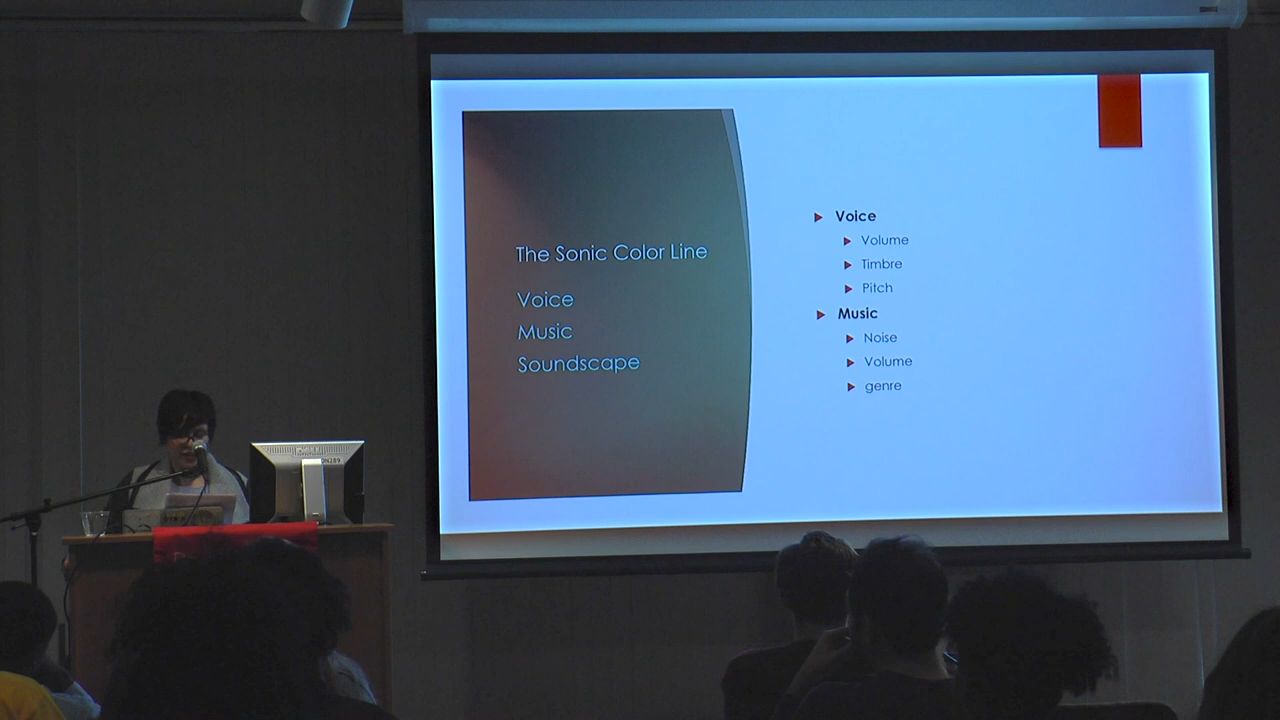 The Sonic Color Line
Voice
Music
Soundscape
Voice
Volume
Timbre
Pitch
Music
Noise
Volume
genre